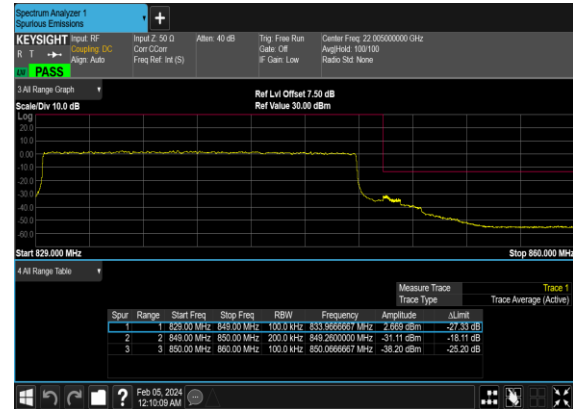 Spectrum Analyzer 1
Spurious Emissions
+
KEYSIGHT Input: RF Input Z: 50 Ω Atten: 40 dB Trig: Free Run Center Freq: 22.005000000 GHz
R T Coupling: DC Corr CCorr Gate: Off Avg|Hold: 100/100
Align: Auto Freq Ref: Int (S) IF Gain: Low Radio Std: None
LVI PASS
3 All Range Graph
Ref Lvl Offset 7.50 dB
Scale/Div 10.0 dB Ref Value 30.00 dBm
Log
20.0
10.0
0.00
-10.0
-20.0
-30.0
-40.0
-50.0
-60.0
Start 829.000 MHz Stop 860.000 MHz
4 All Range Table
Measure Trace Trace 1
Trace Type Trace Average (Active)
Spur Range Start Freq Stop Freq RBW Frequency Amplitude ΔLimit
1 1 829.00 MHz 849.00 MHz 100.0 kHz 833.9666667 MHz 2.669 dBm -27.33 dB
2 2 849.00 MHz 850.00 MHz 200.0 kHz 849.2600000 MHz -31.11 dBm -18.11 dB
3 3 850.00 MHz 860.00 MHz 100.0 kHz 850.0666667 MHz -38.20 dBm -25.20 dB
? Feb 05, 2024
12:10:09 AM